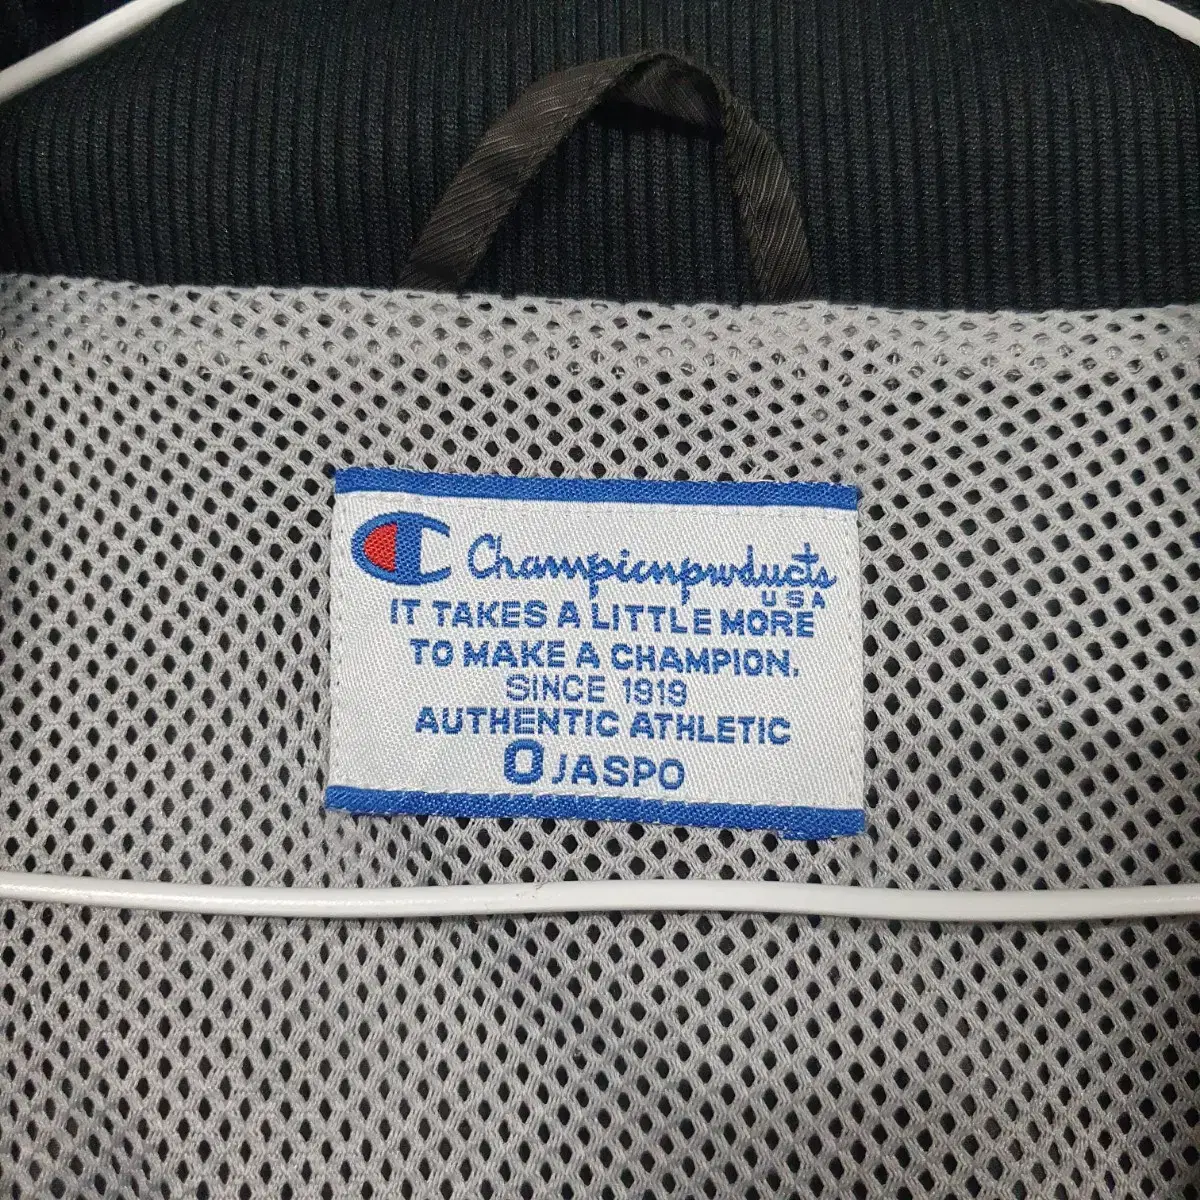 Championproducts
USA
IT TAKES A LITTLE MORE
TO MAKE A CHAMPION.
SINCE 1919
AUTHENTIC ATHLETIC
O JASPO